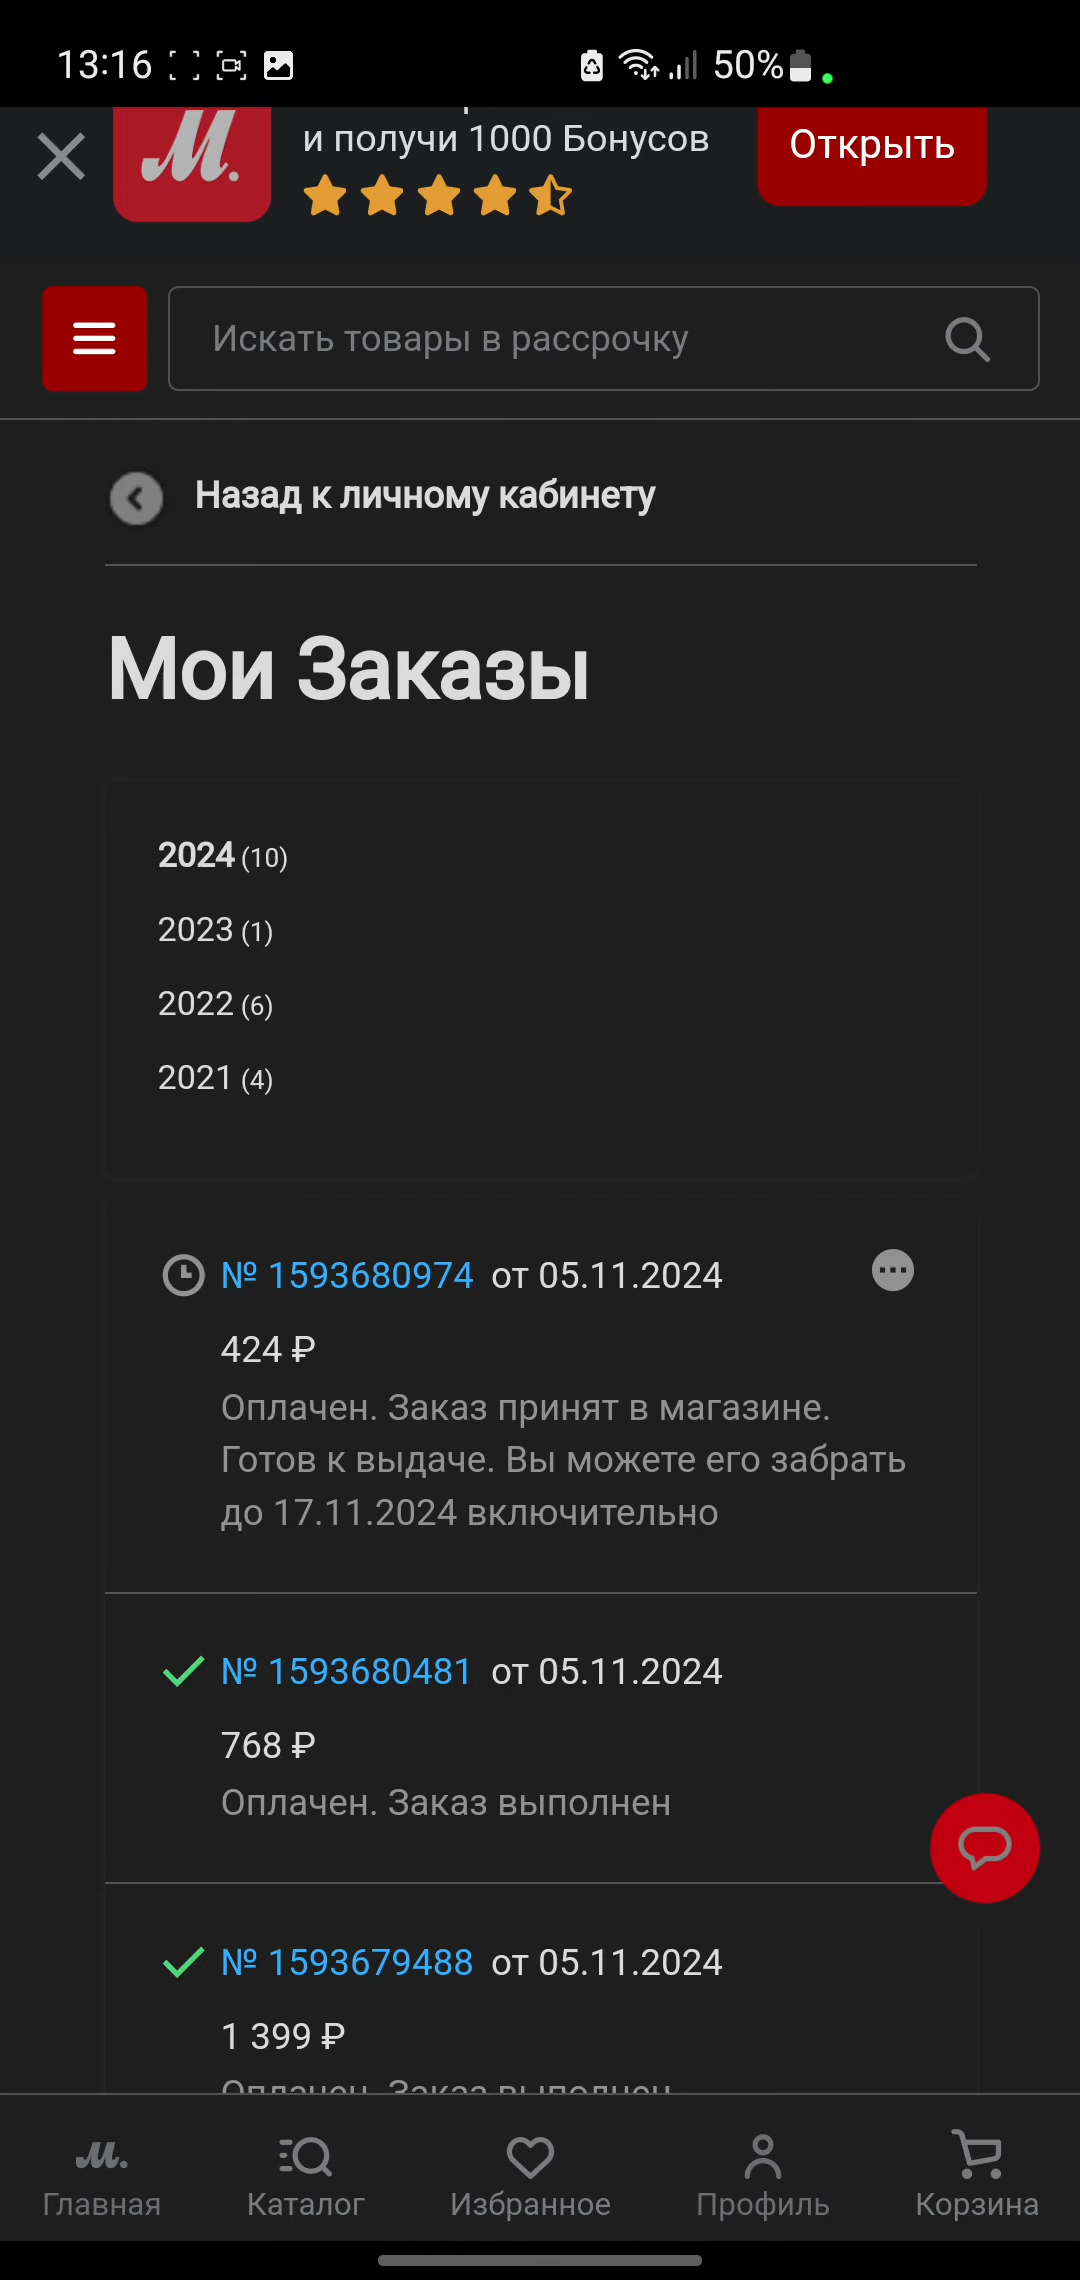 13:16
50%
и получи 1000 Бонусов
Открыть
Искать товары в рассрочку
Назад к личному кабинету
Мои Заказы
2024 (10)
2023 (1)
2022 (6)
2021 (4)
№ 1593680974 от 05.11.2024
424 ₽
Оплачен. Заказ принят в магазине.
Готов к выдаче. Вы можете его забрать
до 17.11.2024 включительно
№ 1593680481 от 05.11.2024
768 ₽
Оплачен. Заказ выполнен
№ 1593679488 от 05.11.2024
1 399 ₽
Оплачен. Заказ выполнен
Главная
Каталог
Избранное
Профиль
Корзина